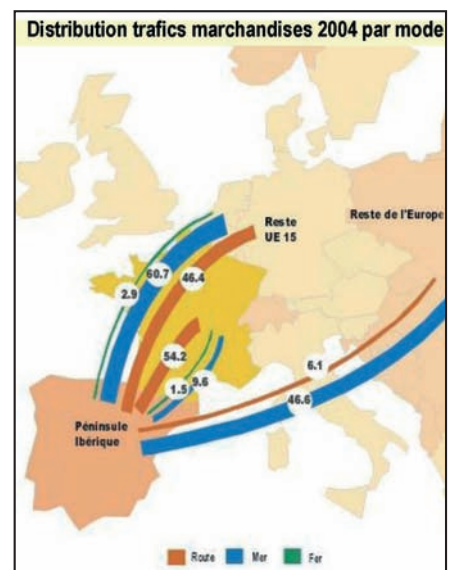 Distribution trafics marchandises 2004 par mode
Reste
UE 15
Reste de l'Europe
60.7
46.4
2.9
54.2
6.1
1.5
9.6
46.6
Péninsule
Ibérique
Route
Mer
Fer